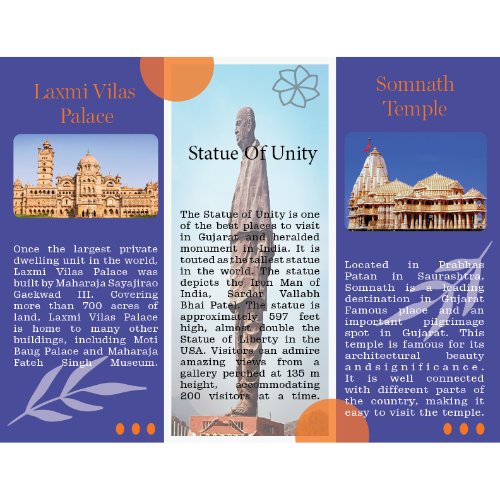 Laxmi Vilas
Palace
Once the largest private
dwelling unit in the world,
Laxmi Vilas Palace was
built by Maharaja Sayajirao
Gaekwad III. Covering
more than 700 acres of
land, Laxmi Vilas Palace
is home to many other
buildings, including Moti
Baug Palace and Maharaja
Fateh Singh Museum.
Statue Of Unity
The Statue of Unity is one
of the best places to visit
in Gujarat and heralded
monument in India. It is
touted as the tallest statue
in the world. The statue
depicts the Iron Man of
India, Sardar Vallabh
Bhai Patel. The statue is
approximately 597 feet
high, almost double the
Statue of Liberty in the
USA. Visitors can admire
amazing views from a
gallery perched at 135 m
height, accommodating
200 visitors at a time.
Somnath
Temple
Located in Prabhas
Patan in Saurashtra,
Somnath is a leading
destination in Gujarat
Famous place and an
important pilgrimage
spot in Gujarat. This
temple is famous for its
architectural beauty
and significance.
It is well connected
with different parts of
the country, making it
easy to visit the temple.